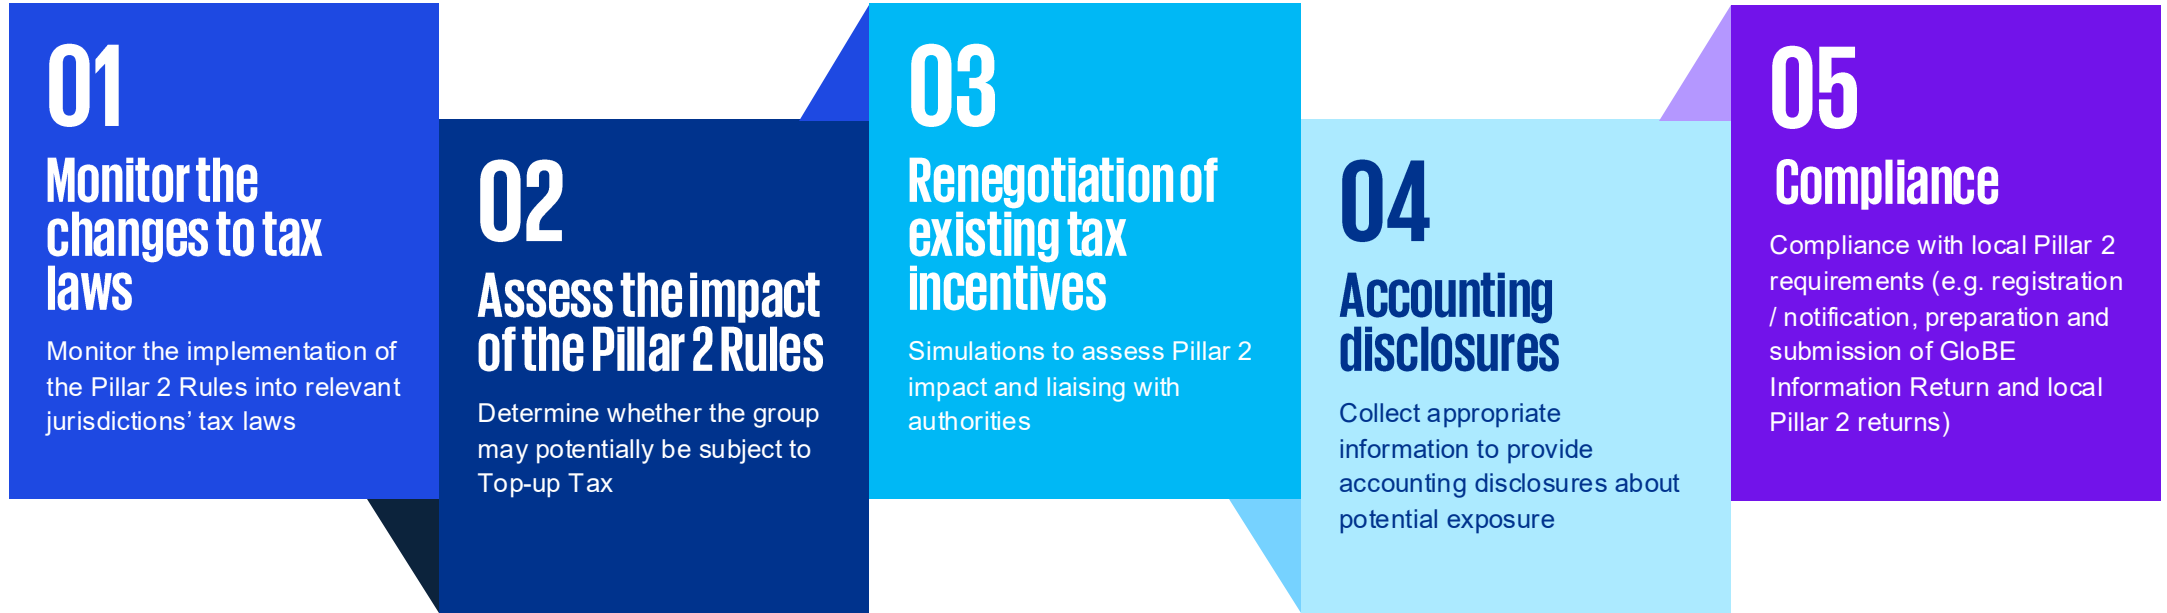 01
Monitor the
changes to tax
laws
Monitor the implementation of
the Pillar 2 Rules into relevant
jurisdictions’ tax laws
02
Assess the impact
of the Pillar 2 Rules
Determine whether the group
may potentially be subject to
Top-up Tax
03
Renegotiation of
existing tax
incentives
Simulations to assess Pillar 2
impact and liaising with
authorities
04
Accounting
disclosures
Collect appropriate
information to provide
accounting disclosures about
potential exposure
05
Compliance
Compliance with local Pillar 2
requirements (e.g. registration
/ notification, preparation and
submission of GloBE
Information Return and local
Pillar 2 returns)